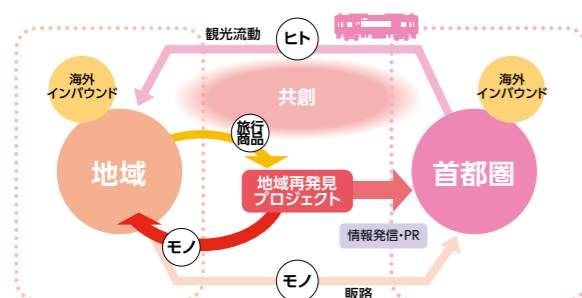 観光流動
ヒト
海外
インバウンド
海外
インバウンド
共創
旅行
商品
地域
首都圏
地域再発見
プロジェクト
情報発信・PR
モノ
モノ
販路